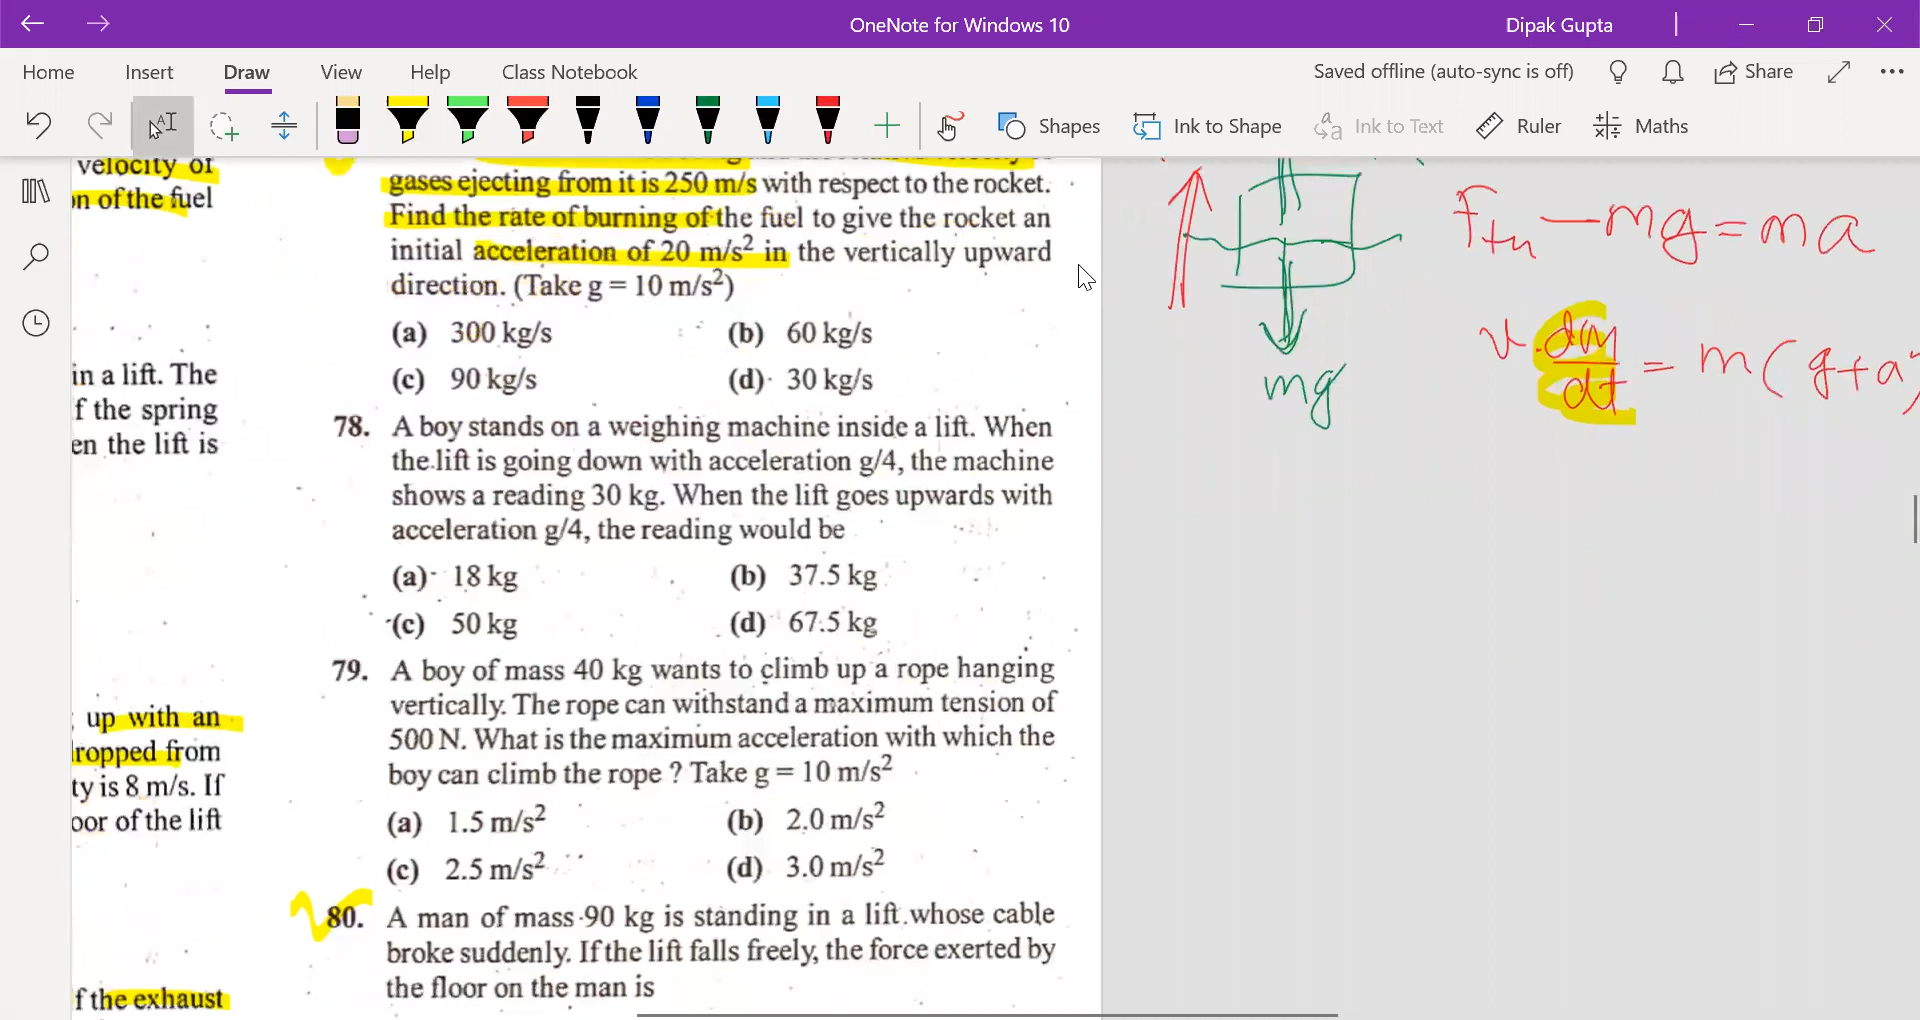 OneNote for Windows 10
Dipak Gupta
Home Insert Draw View Help Class Notebook
Saved offline (auto-sync is off) Share
Shapes Ink to Shape Ink to Text Ruler Maths
velocity of
on of the fuel
in a lift. The
f the spring
en the lift is
up with an
ropped from
ty is 8 m/s. If
oor of the lift
f the exhaust
gases ejecting from it is 250 m/s with respect to the rocket.
Find the rate of burning of the fuel to give the rocket an
initial acceleration of 20 m/s² in the vertically upward
direction. (Take g = 10 m/s²)
(a) 300 kg/s (b) 60 kg/s
(c) 90 kg/s (d) 30 kg/s
78. A boy stands on a weighing machine inside a lift. When
the lift is going down with acceleration g/4, the machine
shows a reading 30 kg. When the lift goes upwards with
acceleration g/4, the reading would be
(a) 18 kg (b) 37.5 kg
(c) 50 kg (d) 67.5 kg
79. A boy of mass 40 kg wants to climb up a rope hanging
vertically. The rope can withstand a maximum tension of
500 N. What is the maximum acceleration with which the
boy can climb the rope ? Take g = 10 m/s²
(a) 1.5 m/s² (b) 2.0 m/s²
(c) 2.5 m/s² (d) 3.0 m/s²
80. A man of mass 90 kg is standing in a lift whose cable
broke suddenly. If the lift falls freely, the force exerted by
the floor on the man is
mg
— mg = ma
v. dm/dt = m(g+a)